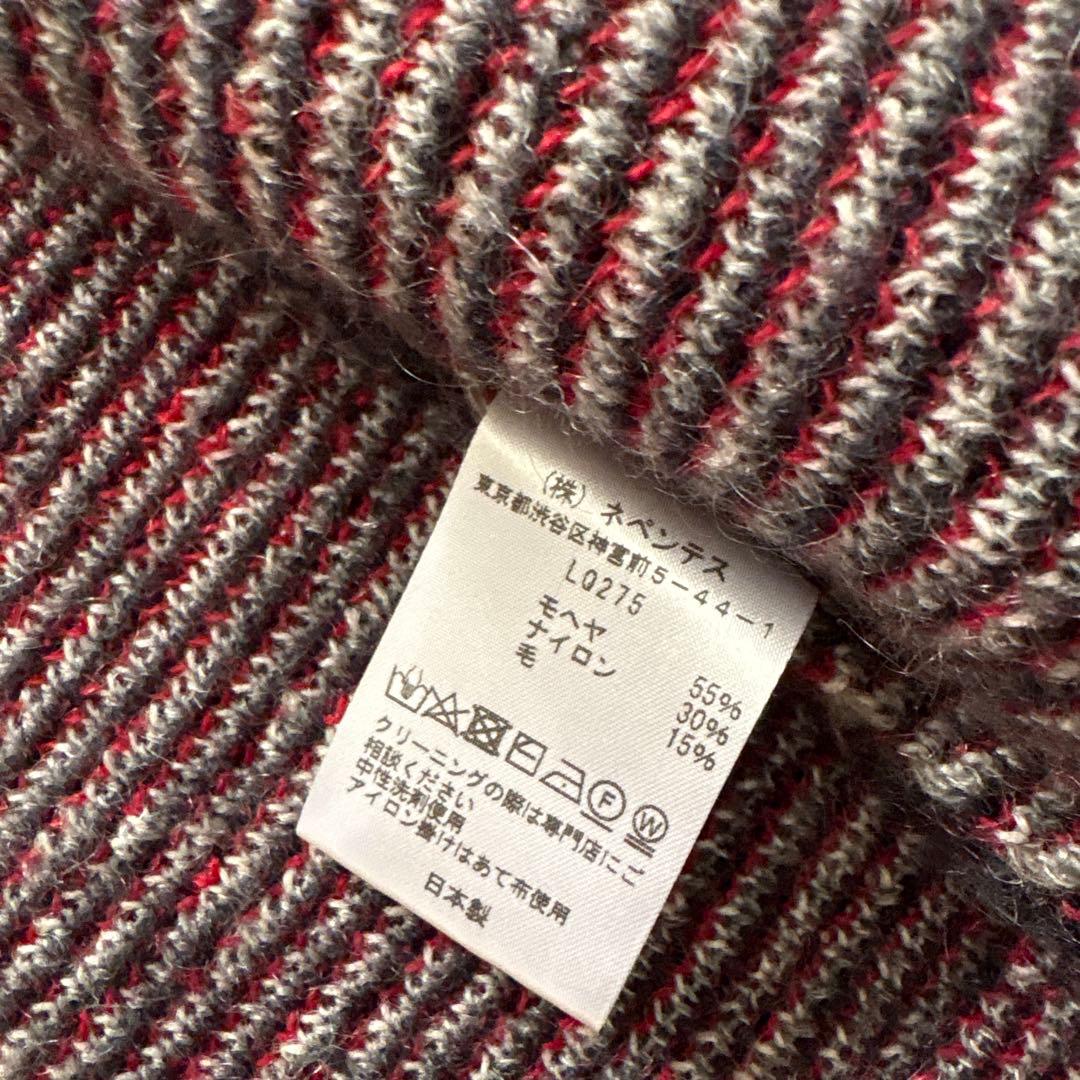 (株) ネペンテス
東京都渋谷区神宮前5-44-1
LQ275
モヘヤ 55%
ナイロン 30%
毛 15%
F W
クリーニングの際は専門店にご
相談ください
中性洗剤使用
アイロン掛けはあて布使用
日本製